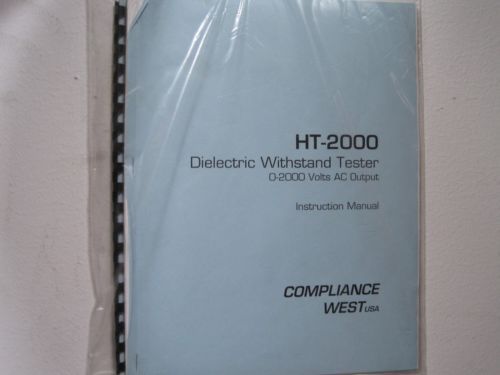 HT-2000
Dielectric Withstand Tester
0-2000 Volts AC Output
Instruction Manual
COMPLIANCE
WEST USA